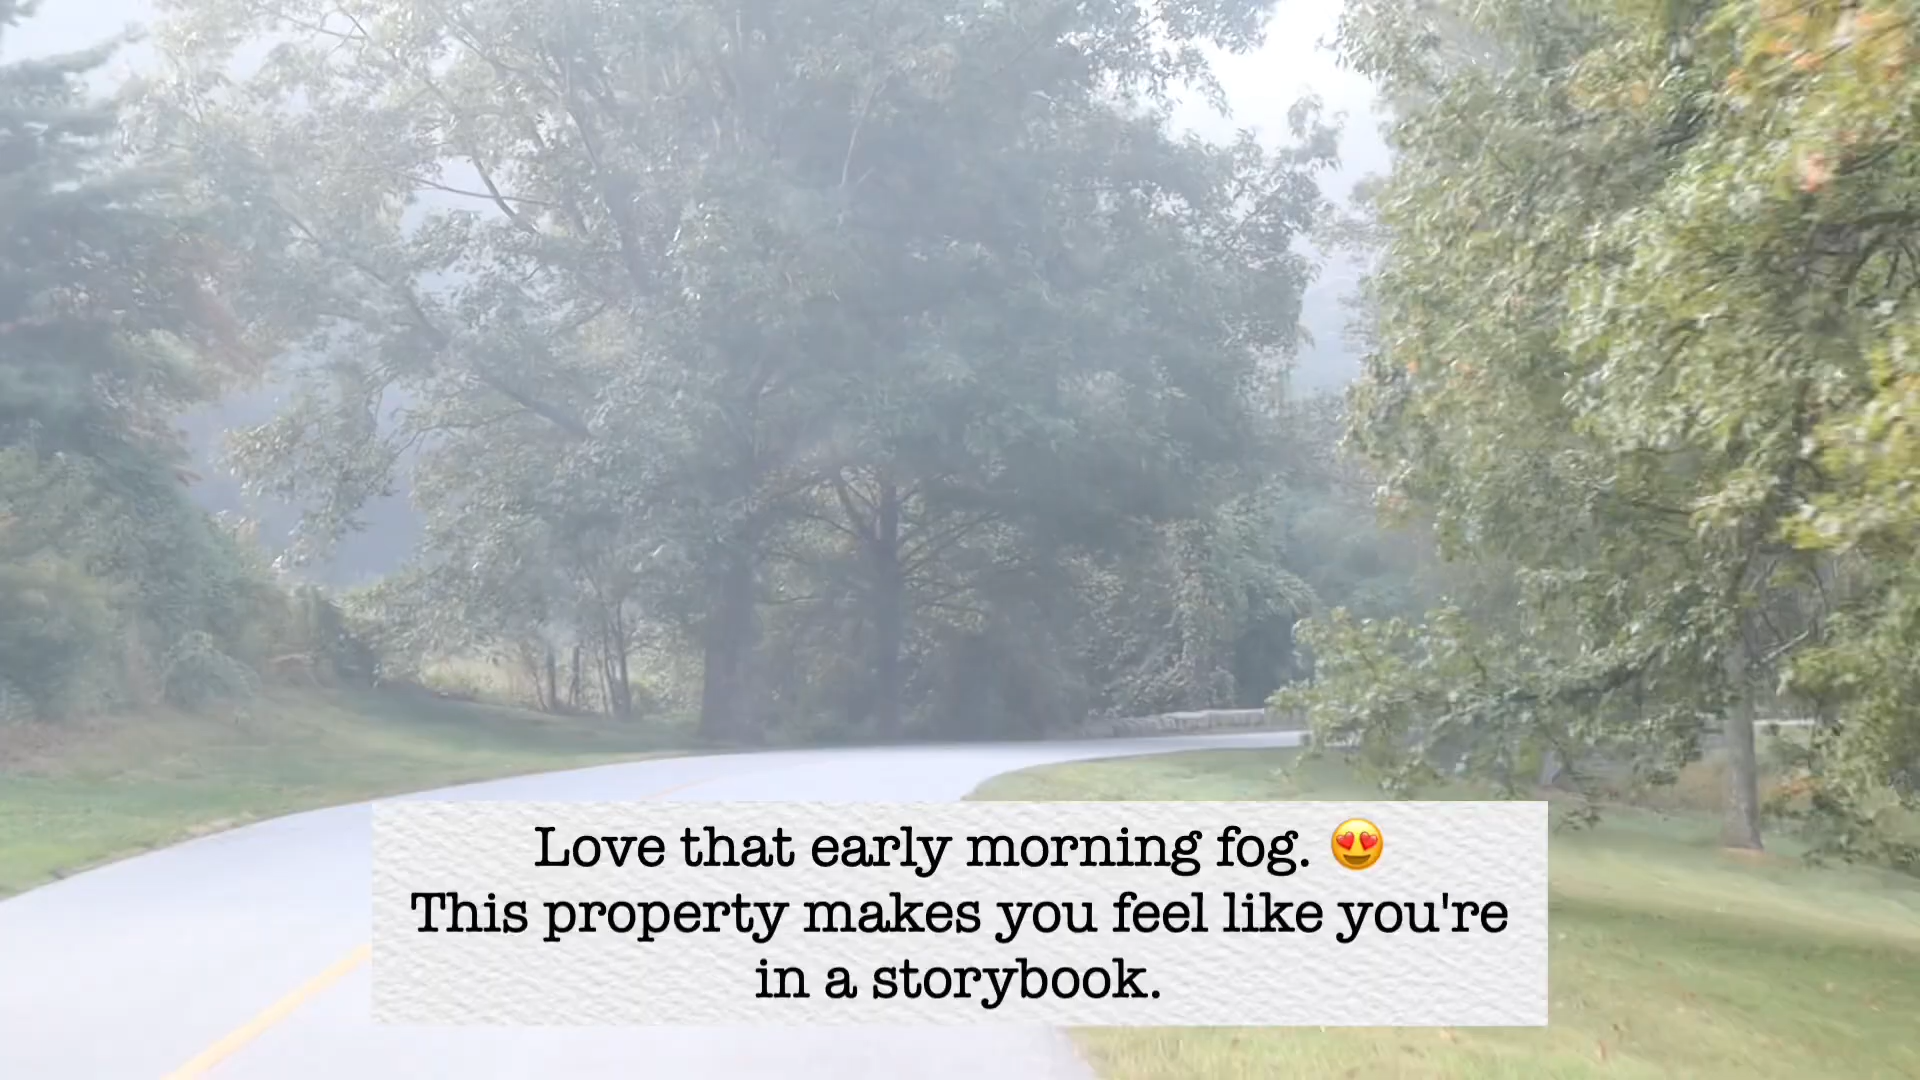 Love that early morning fog. 😍
This property makes you feel like you're
in a storybook.